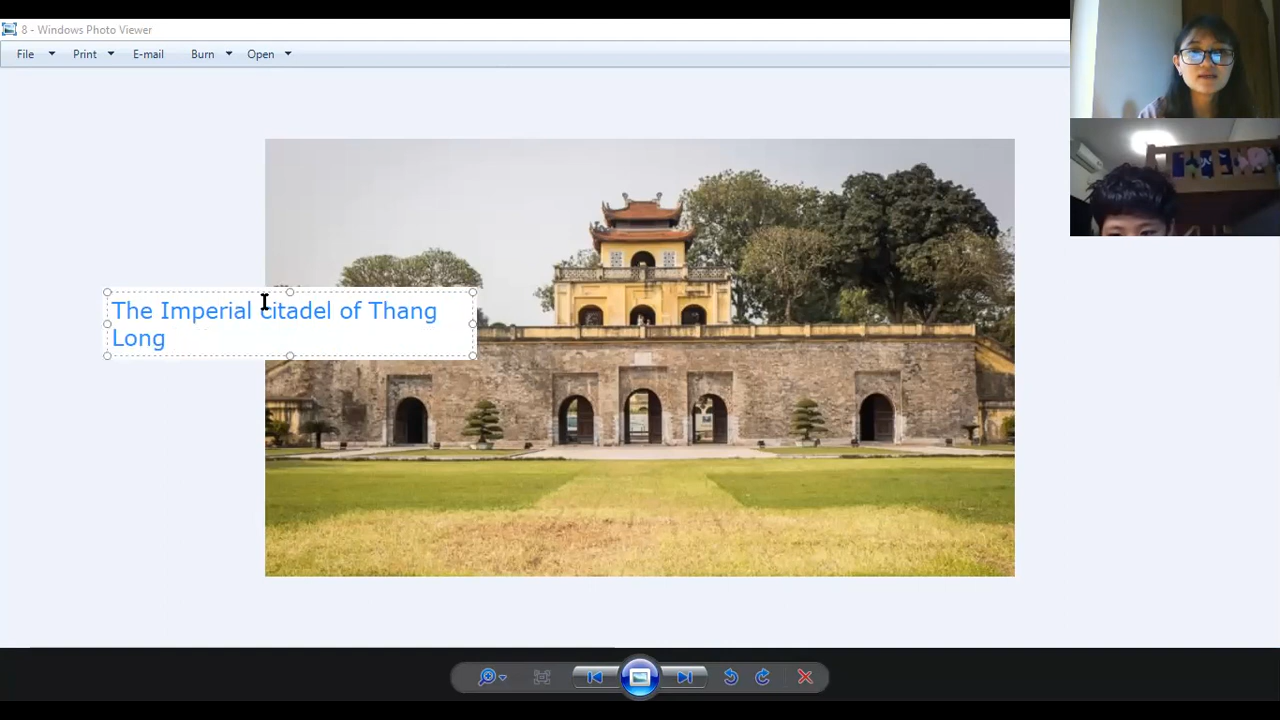 8 - Windows Photo Viewer
File Print E-mail Burn Open
The Imperial citadel of Thang
Long